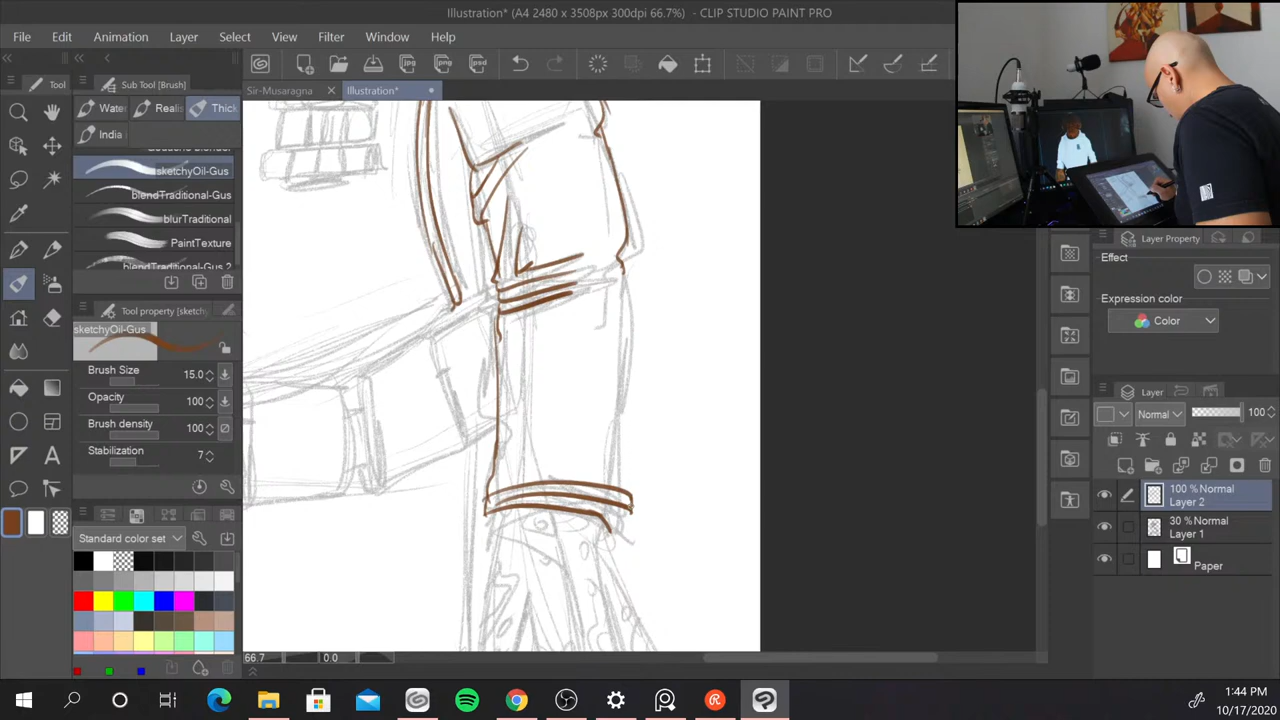 Illustration* (A4 2480 x 3508px 300dpi 66.7%) - CLIP STUDIO PAINT PRO
File Edit Animation Layer Select View Filter Window Help
Tool
Sub Tool [Brush]
Sir-Musaragna
Illustration*
Wate
Realis
Thick
India
sketchyOil-Gus
blendTraditional-Gus
blurTraditional
PaintTexture
blendTraditional-Gus 2
Tool property [sketchy
sketchyOil-Gus
Brush Size 15.0
Opacity 100
Brush density 100
Stabilization 7
Standard color set
66.7 0.0
Layer Property
Effect
Expression color
Color
Layer
Normal 100
100 % Normal
Layer 2
30 % Normal
Layer 1
Paper
1:44 PM
10/17/2020